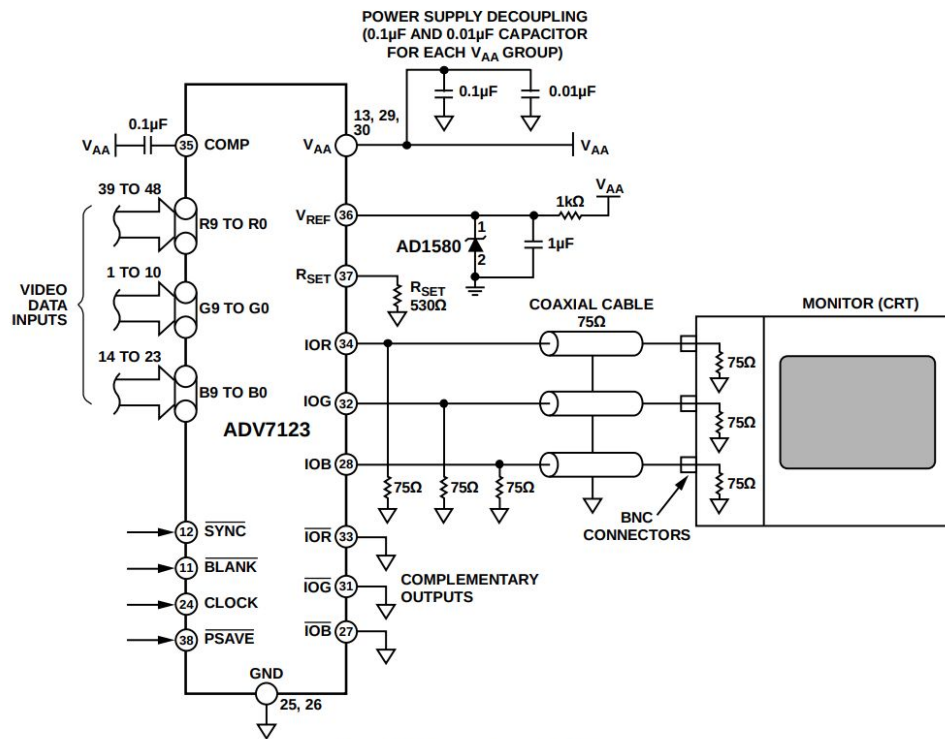 POWER SUPPLY DECOUPLING
(0.1µF AND 0.01µF CAPACITOR
FOR EACH VAA GROUP)
0.1µF
0.01µF
13, 29,
30
VAA
VAA
0.1µF
VAA
35
COMP
39 TO 48
R9 TO R0
1 TO 10
G9 TO G0
14 TO 23
B9 TO B0
VIDEO
DATA
INPUTS
ADV7123
VREF
36
VAA
1kΩ
1
AD1580
2
1µF
RSET
37
RSET
530Ω
COAXIAL CABLE
75Ω
MONITOR (CRT)
IOR
34
75Ω
IOG
32
75Ω
IOB
28
75Ω
75Ω
75Ω
75Ω
BNC
CONNECTORS
12
SYNC
11
BLANK
24
CLOCK
38
PSAVE
IOR
33
IOG
31
IOB
27
COMPLEMENTARY
OUTPUTS
GND
25, 26